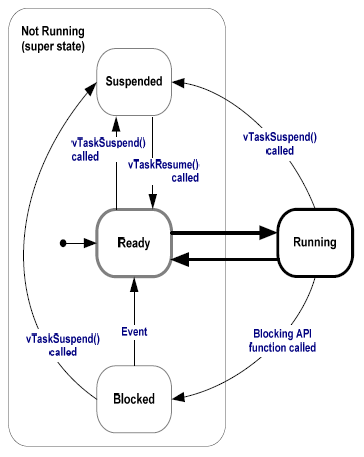 Not Running
(super state)
Suspended
vTaskSuspend()
called
vTaskSuspend()
called
vTaskResume()
called
Ready
Running
Event
Blocking API
function called
vTaskSuspend()
called
Blocked